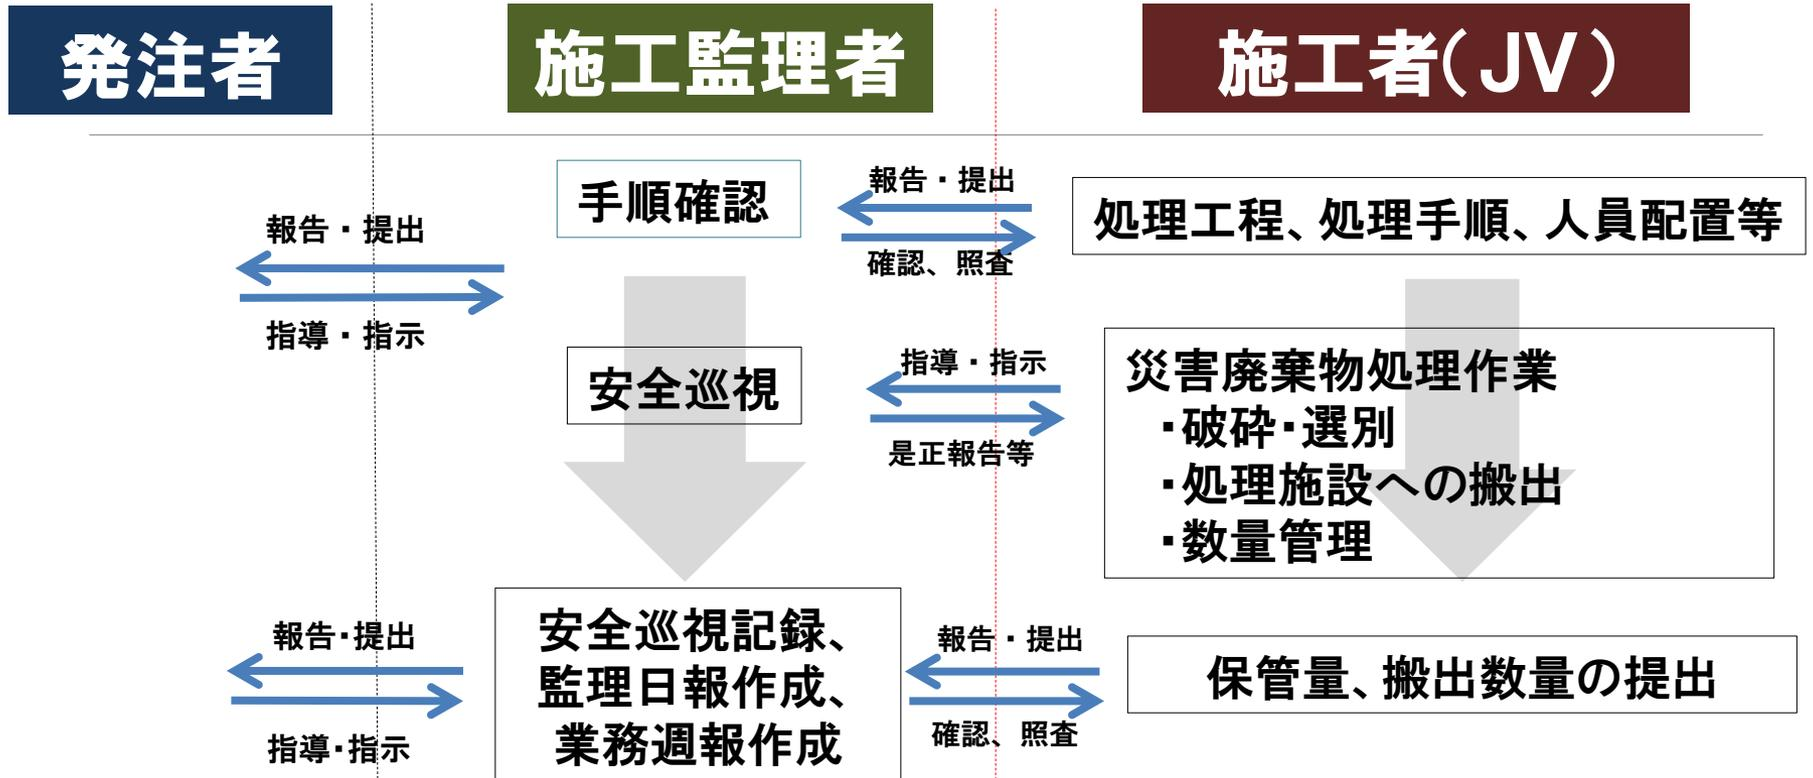 発注者
施工監理者
施工者(JV)
手順確認
報告・提出
確認、照査
処理工程、処理手順、人員配置等
報告・提出
指導・指示
安全巡視
指導・指示
是正報告等
災害廃棄物処理作業
・破砕・選別
・処理施設への搬出
・数量管理
報告・提出
指導・指示
安全巡視記録、
監理日報作成、
業務週報作成
報告・提出
確認、照査
保管量、搬出数量の提出